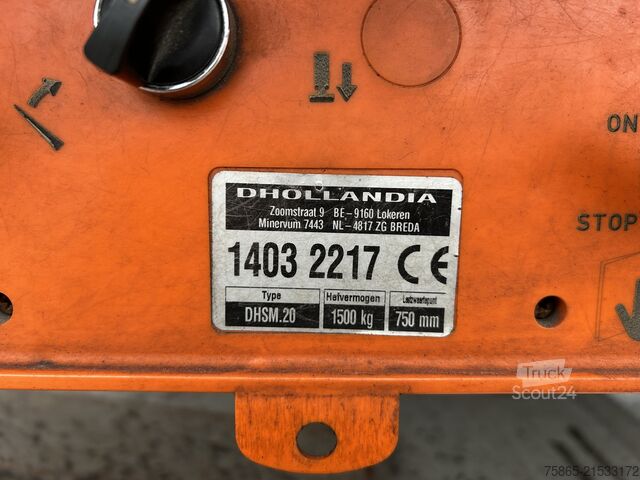 ON
STOP
DHOLLANDIA
Zoomstraat 9 BE-9160 Lokeren
Minervum 7443 NL-4817 ZG BREDA
1403 2217 CE
Type Hefvermogen Lastzwaartepunt
DHSM.20 1500 kg 750 mm
Truck
Scout24
75865-21533172